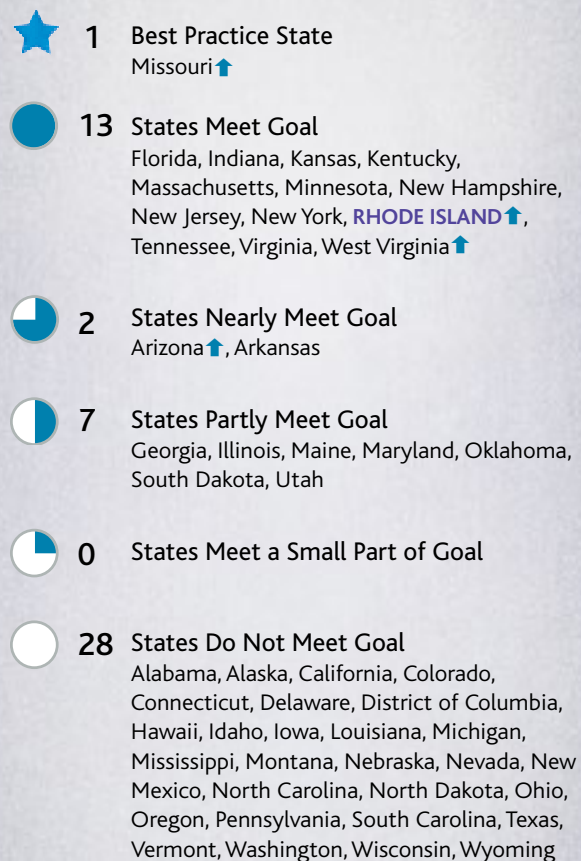 1 Best Practice State
Missouri⬆
13 States Meet Goal
Florida, Indiana, Kansas, Kentucky,
Massachusetts, Minnesota, New Hampshire,
New Jersey, New York, RHODE ISLAND⬆,
Tennessee, Virginia, West Virginia⬆
2 States Nearly Meet Goal
Arizona⬆, Arkansas
7 States Partly Meet Goal
Georgia, Illinois, Maine, Maryland, Oklahoma,
South Dakota, Utah
0 States Meet a Small Part of Goal
28 States Do Not Meet Goal
Alabama, Alaska, California, Colorado,
Connecticut, Delaware, District of Columbia,
Hawaii, Idaho, Iowa, Louisiana, Michigan,
Mississippi, Montana, Nebraska, Nevada, New
Mexico, North Carolina, North Dakota, Ohio,
Oregon, Pennsylvania, South Carolina, Texas,
Vermont, Washington, Wisconsin, Wyoming